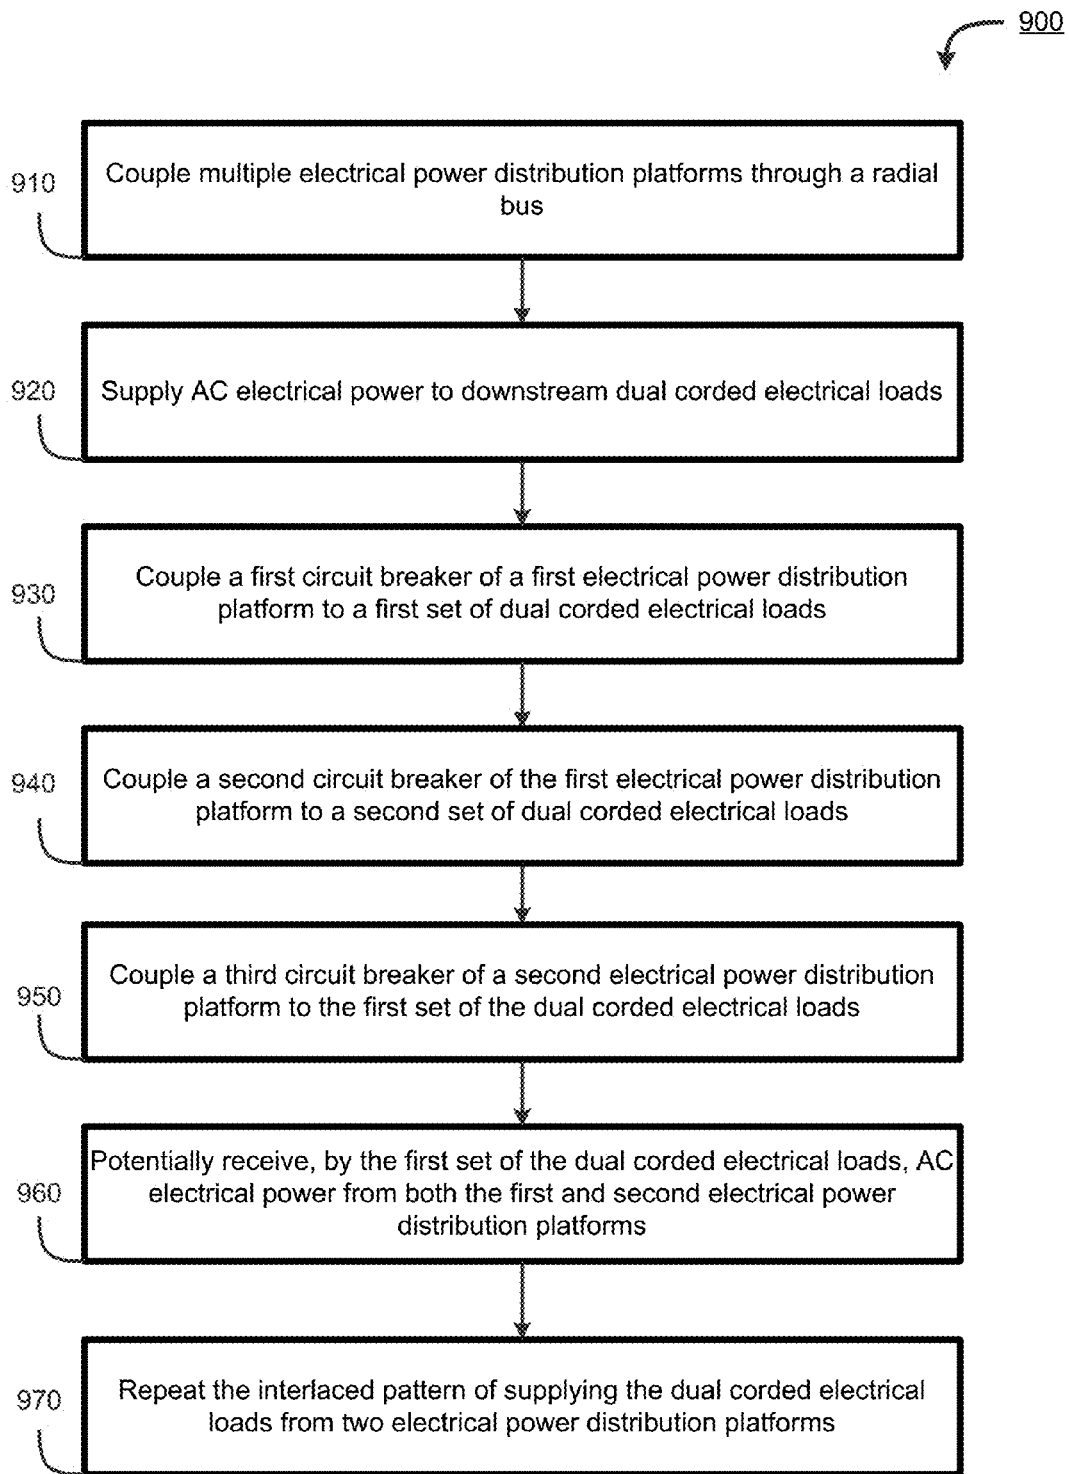 900
910
Couple multiple electrical power distribution platforms through a radial
bus
920
Supply AC electrical power to downstream dual corded electrical loads
930
Couple a first circuit breaker of a first electrical power distribution
platform to a first set of dual corded electrical loads
940
Couple a second circuit breaker of the first electrical power distribution
platform to a second set of dual corded electrical loads
950
Couple a third circuit breaker of a second electrical power distribution
platform to the first set of the dual corded electrical loads
960
Potentially receive, by the first set of the dual corded electrical loads, AC
electrical power from both the first and second electrical power
distribution platforms
970
Repeat the interlaced pattern of supplying the dual corded electrical
loads from two electrical power distribution platforms